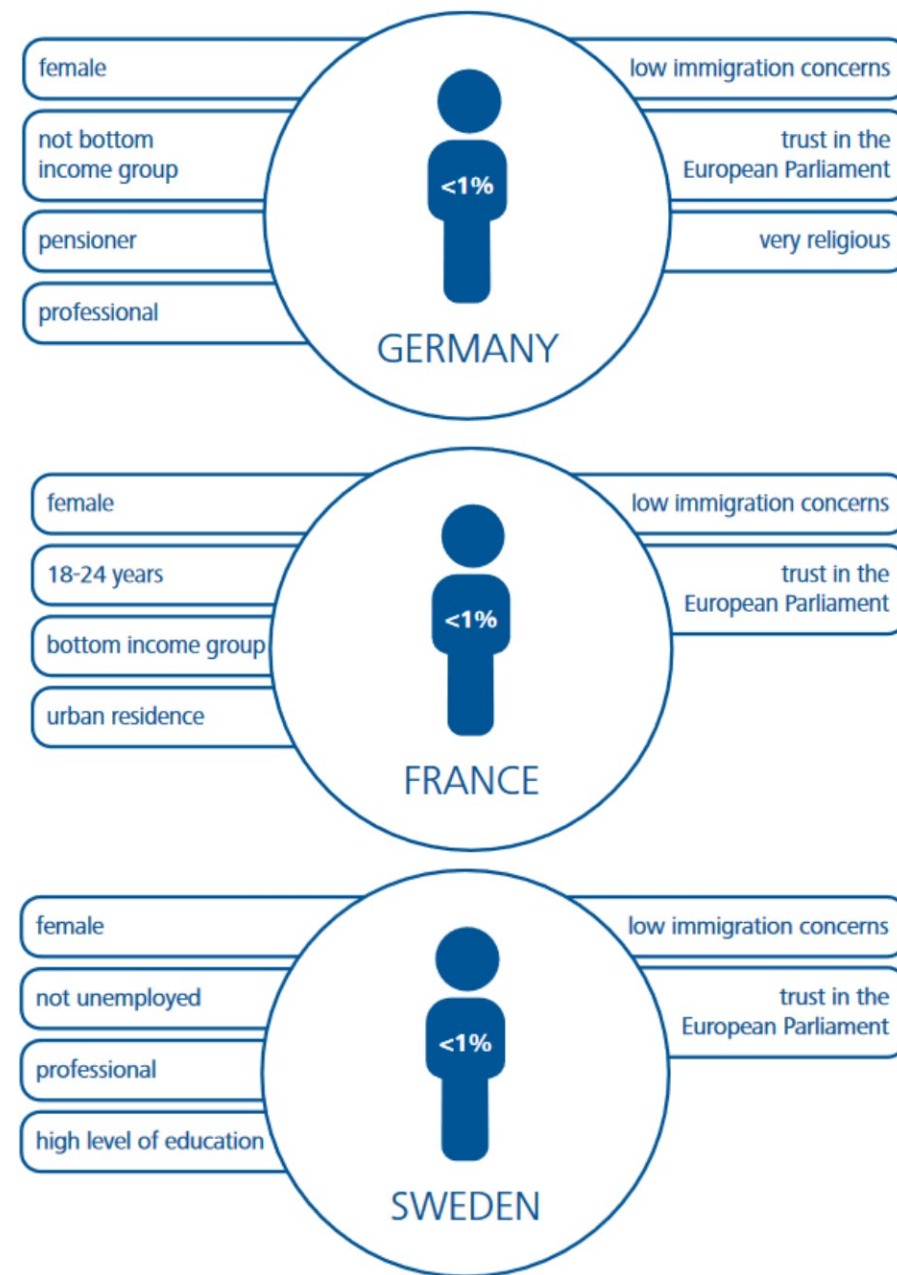 female
not bottom
income group
pensioner
professional
low immigration concerns
trust in the
European Parliament
very religious
<1%
GERMANY
female
18-24 years
bottom income group
urban residence
low immigration concerns
trust in the
European Parliament
<1%
FRANCE
female
not unemployed
professional
high level of education
low immigration concerns
trust in the
European Parliament
<1%
SWEDEN